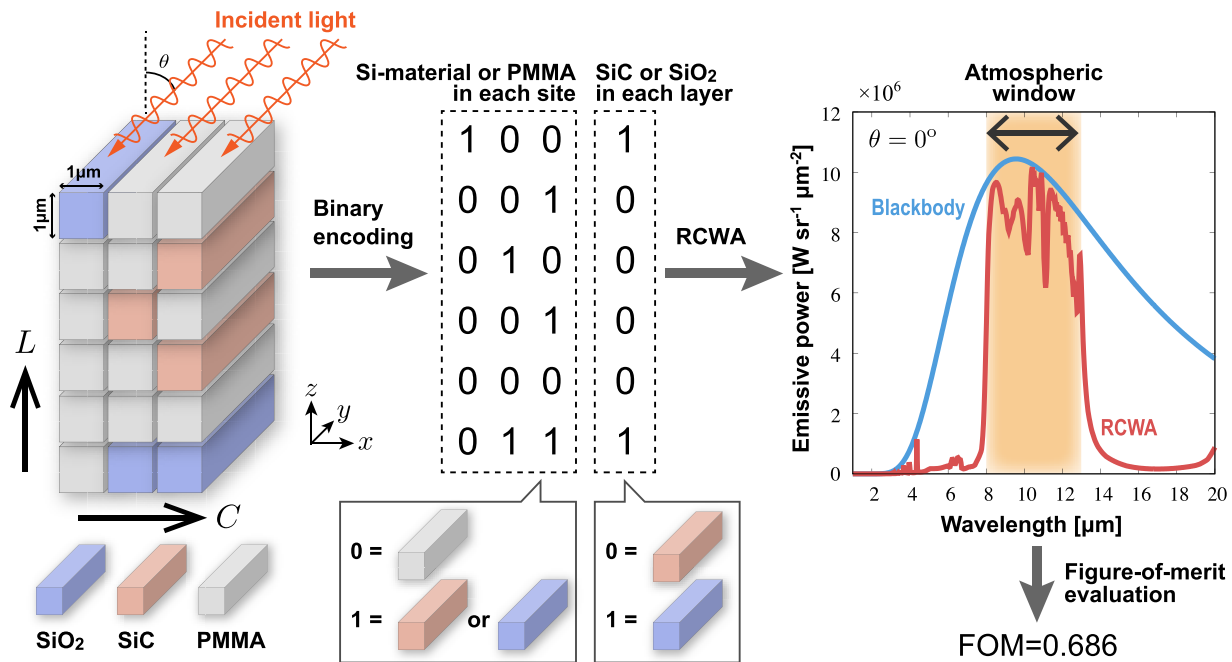 Incident light
θ
1μm
1μm
L
C
z
y
x
SiO2
SiC
PMMA
Binary
encoding
Si-material or PMMA
in each site
1 0 0
0 0 1
0 1 0
0 0 1
0 0 0
0 1 1
0 =
1 =
or
SiC or SiO2
in each layer
1
0
0
0
0
1
0 =
1 =
RCWA
Atmospheric
window
×10^6
θ = 0°
Blackbody
RCWA
Emissive power [W sr-1 μm-2]
12
10
8
6
4
2
0
2 4 6 8 10 12 14 16 18 20
Wavelength [μm]
Figure-of-merit
evaluation
FOM=0.686